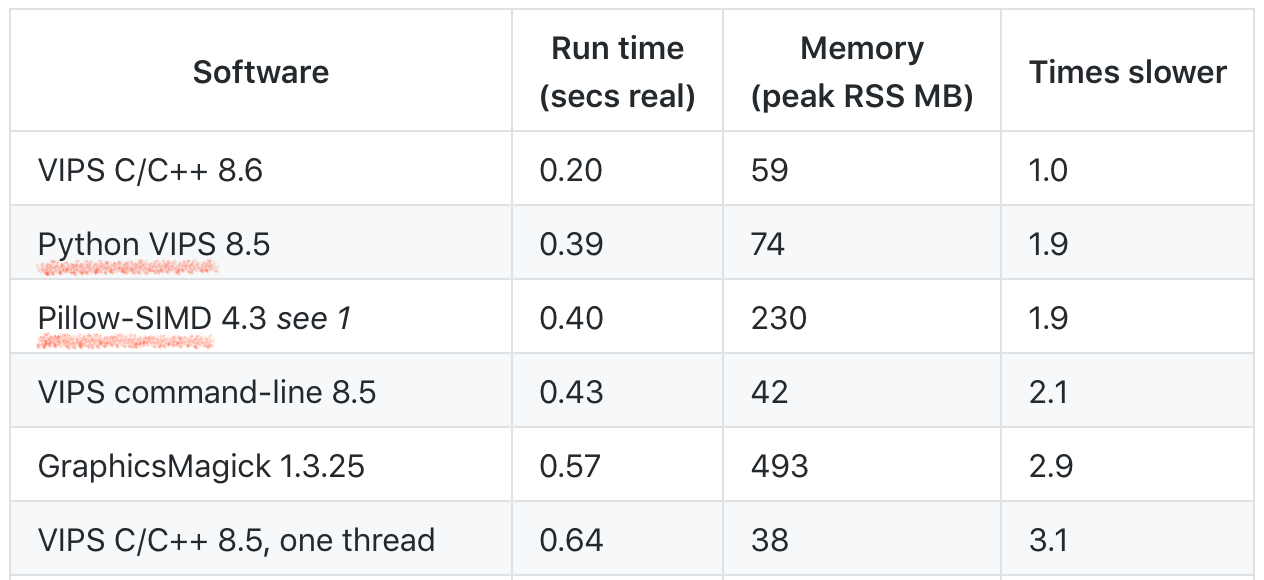 Software Run time (secs real) Memory (peak RSS MB) Times slower
VIPS C/C++ 8.6 0.20 59 1.0
Python VIPS 8.5 0.39 74 1.9
Pillow-SIMD 4.3 see 1 0.40 230 1.9
VIPS command-line 8.5 0.43 42 2.1
GraphicsMagick 1.3.25 0.57 493 2.9
VIPS C/C++ 8.5, one thread 0.64 38 3.1